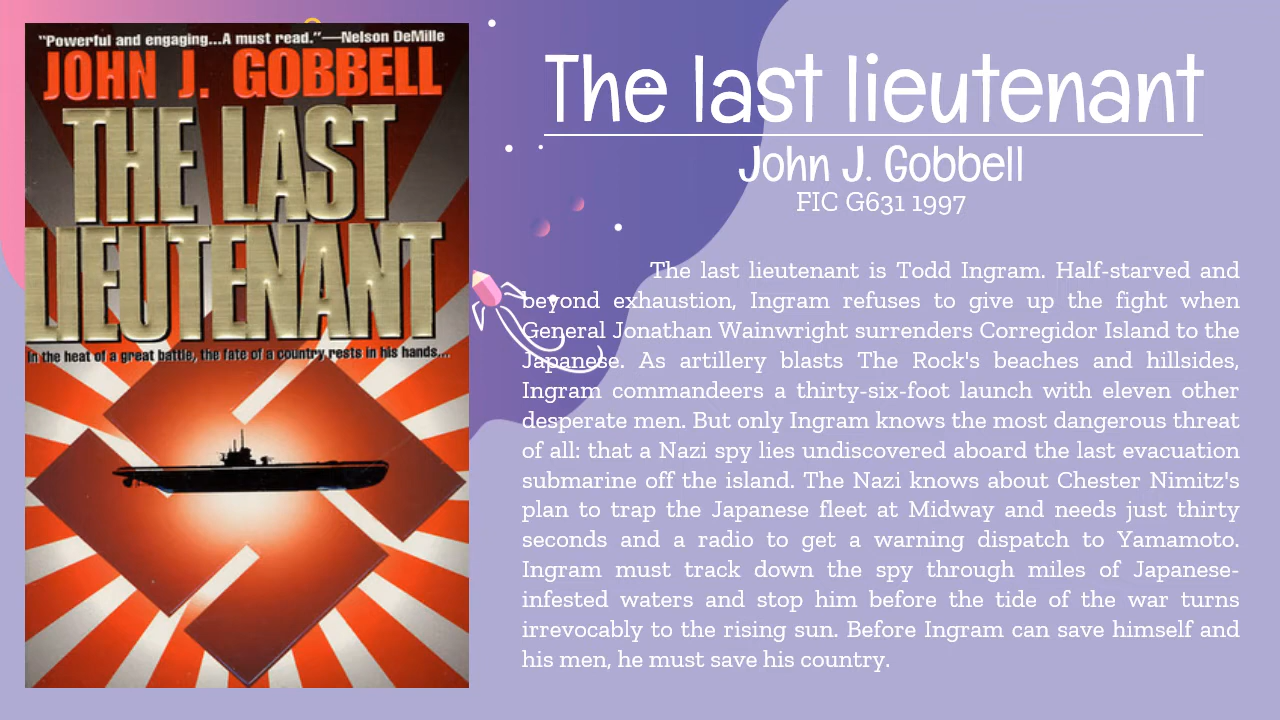 "Powerful and engaging...A must read."—Nelson DeMille
JOHN J. GOBBELL
THE LAST
LIEUTENANT
In the heat of a great battle, the fate of a country rests in his hands...
The last lieutenant
John J. Gobbell
FIC G631 1997
The last lieutenant is Todd Ingram. Half-starved and
beyond exhaustion, Ingram refuses to give up the fight when
General Jonathan Wainwright surrenders Corregidor Island to the
Japanese. As artillery blasts The Rock's beaches and hillsides,
Ingram commandeers a thirty-six-foot launch with eleven other
desperate men. But only Ingram knows the most dangerous threat
of all: that a Nazi spy lies undiscovered aboard the last evacuation
submarine off the island. The Nazi knows about Chester Nimitz's
plan to trap the Japanese fleet at Midway and needs just thirty
seconds and a radio to get a warning dispatch to Yamamoto.
Ingram must track down the spy through miles of Japanese-
infested waters and stop him before the tide of the war turns
irrevocably to the rising sun. Before Ingram can save himself and
his men, he must save his country.